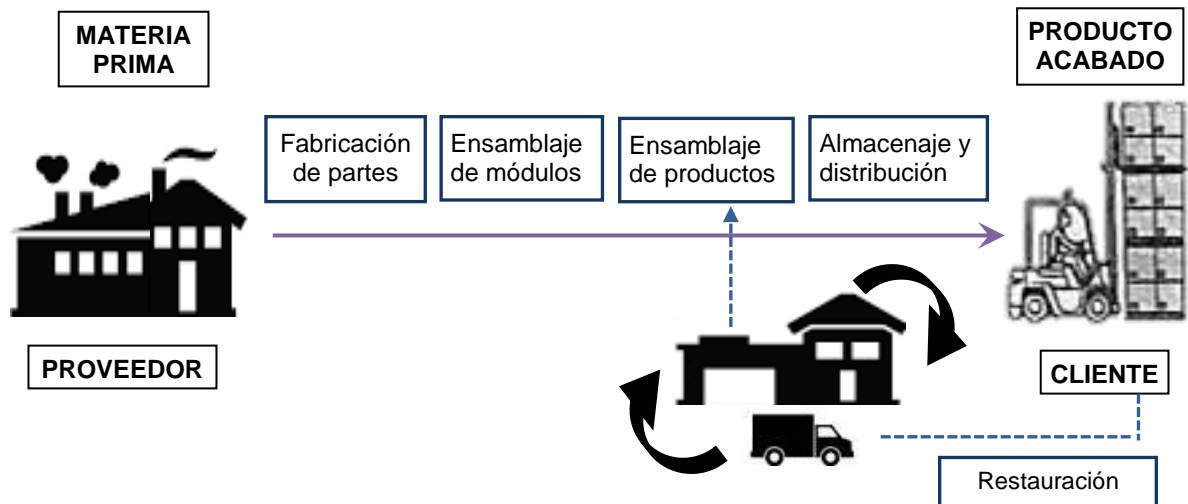 MATERIA
PRIMA
PRODUCTO
ACABADO
Fabricación
de partes
Ensamblaje
de módulos
Ensamblaje
de productos
Almacenaje y
distribución
PROVEEDOR
CLIENTE
Restauración